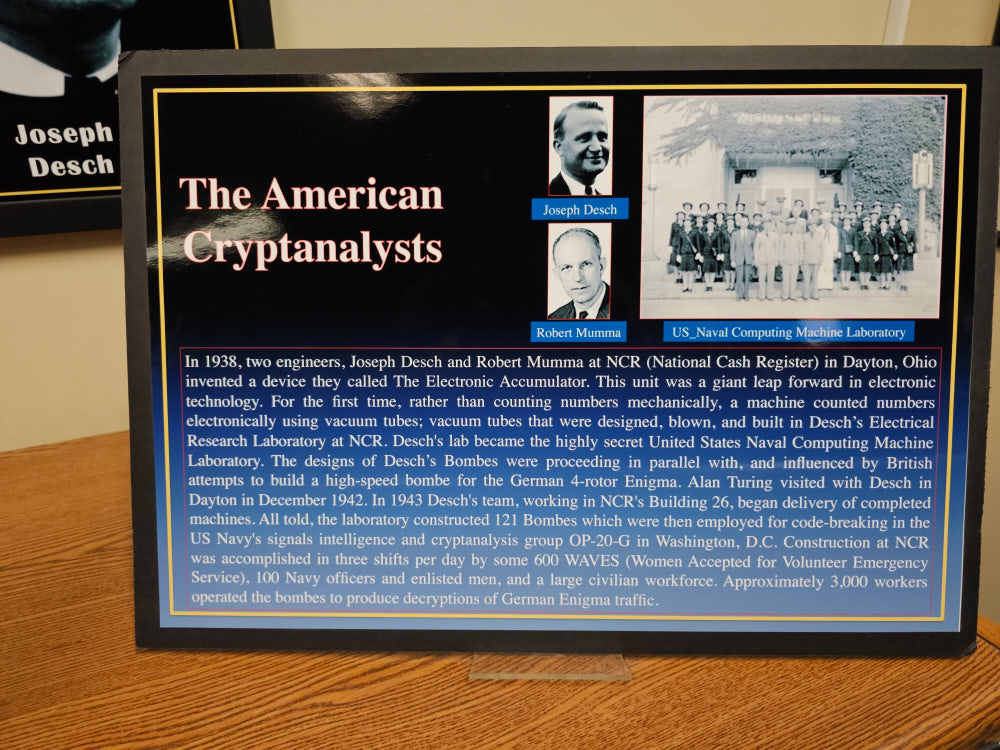 Joseph
Desch
The American
Cryptanalysts
Joseph Desch
Robert Mumma
US_Naval Computing Machine Laboratory
In 1938, two engineers, Joseph Desch and Robert Mumma at NCR (National Cash Register) in Dayton, Ohio
invented a device they called The Electronic Accumulator. This unit was a giant leap forward in electronic
technology. For the first time, rather than counting numbers mechanically, a machine counted numbers
electronically using vacuum tubes; vacuum tubes that were designed, blown, and built in Desch's Electrical
Research Laboratory at NCR. Desch's lab became the highly secret United States Naval Computing Machine
Laboratory. The designs of Desch's Bombes were proceeding in parallel with, and influenced by British
attempts to build a high-speed bombe for the German 4-rotor Enigma. Alan Turing visited with Desch in
Dayton in December 1942. In 1943 Desch's team, working in NCR's Building 26, began delivery of completed
machines. All told, the laboratory constructed 121 Bombes which were then employed for code-breaking in the
US Navy's signals intelligence and cryptanalysis group OP-20-G in Washington, D.C. Construction at NCR
was accomplished in three shifts per day by some 600 WAVES (Women Accepted for Volunteer Emergency
Service), 100 Navy officers and enlisted men, and a large civilian workforce. Approximately 3,000 workers
operated the bombes to produce decryptions of German Enigma traffic.